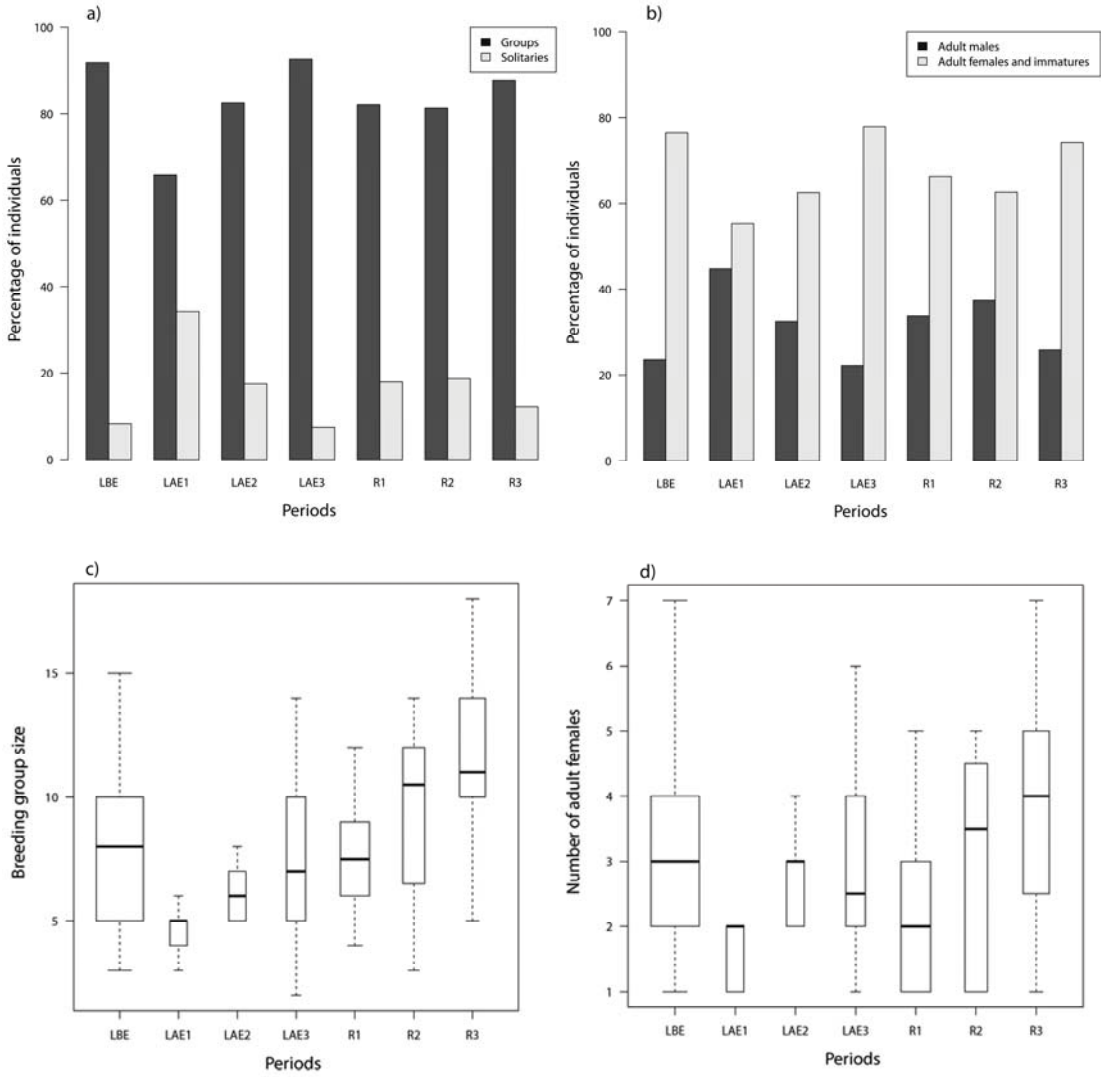 a)
Groups
Solitaries
Percentage of individuals
100
80
60
40
20
0
LBE LAE1 LAE2 LAE3 R1 R2 R3
Periods
b)
Adult males
Adult females and immatures
Percentage of individuals
100
80
60
40
20
0
LBE LAE1 LAE2 LAE3 R1 R2 R3
Periods
c)
Breeding group size
15
10
5
LBE LAE1 LAE2 LAE3 R1 R2 R3
Periods
d)
Number of adult females
7
6
5
4
3
2
1
LBE LAE1 LAE2 LAE3 R1 R2 R3
Periods